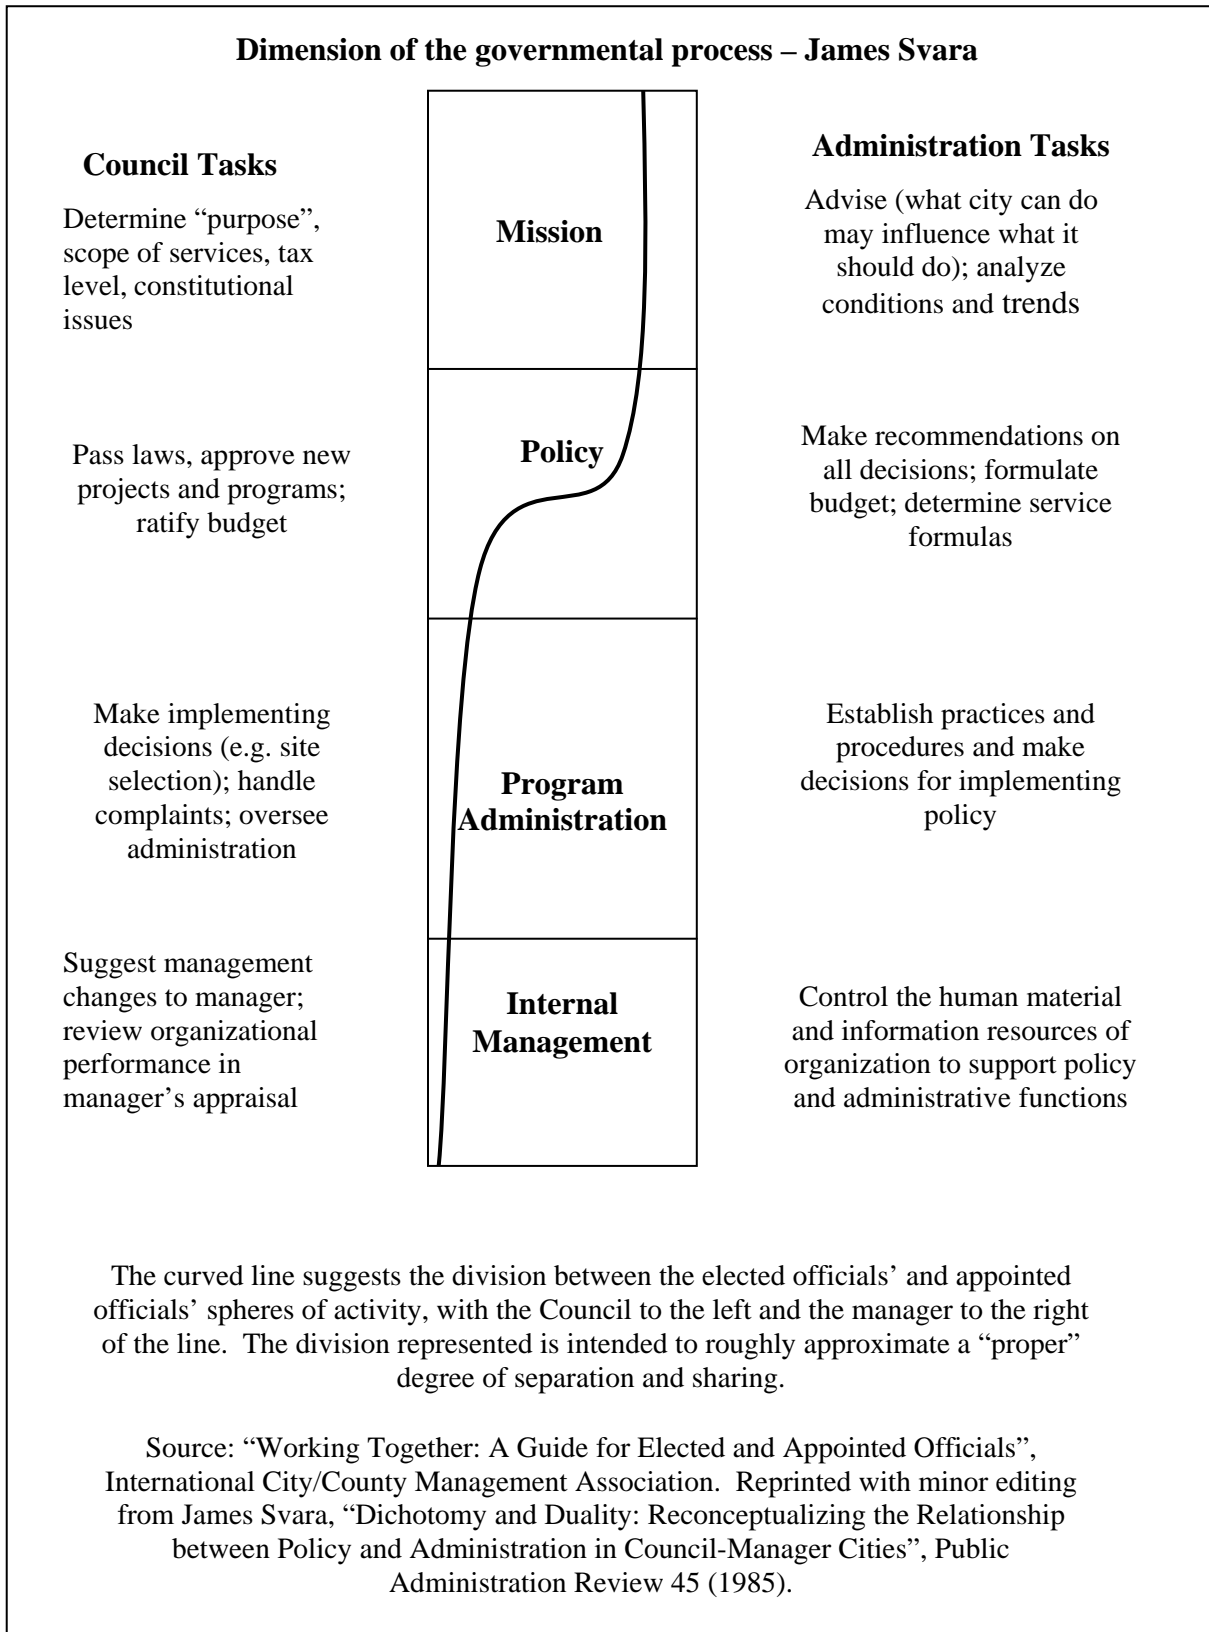 Dimension of the governmental process – James Svara
Council Tasks
Administration Tasks
Determine “purpose”,
scope of services, tax
level, constitutional
issues
Mission
Advise (what city can do
may influence what it
should do); analyze
conditions and trends
Pass laws, approve new
projects and programs;
ratify budget
Policy
Make recommendations on
all decisions; formulate
budget; determine service
formulas
Make implementing
decisions (e.g. site
selection); handle
complaints; oversee
administration
Program
Administration
Establish practices and
procedures and make
decisions for implementing
policy
Suggest management
changes to manager;
review organizational
performance in
manager’s appraisal
Internal
Management
Control the human material
and information resources of
organization to support policy
and administrative functions
The curved line suggests the division between the elected officials’ and appointed
officials’ spheres of activity, with the Council to the left and the manager to the right
of the line.  The division represented is intended to roughly approximate a “proper”
degree of separation and sharing.
Source: “Working Together: A Guide for Elected and Appointed Officials”,
International City/County Management Association.  Reprinted with minor editing
from James Svara, “Dichotomy and Duality: Reconceptualizing the Relationship
between Policy and Administration in Council-Manager Cities”, Public
Administration Review 45 (1985).